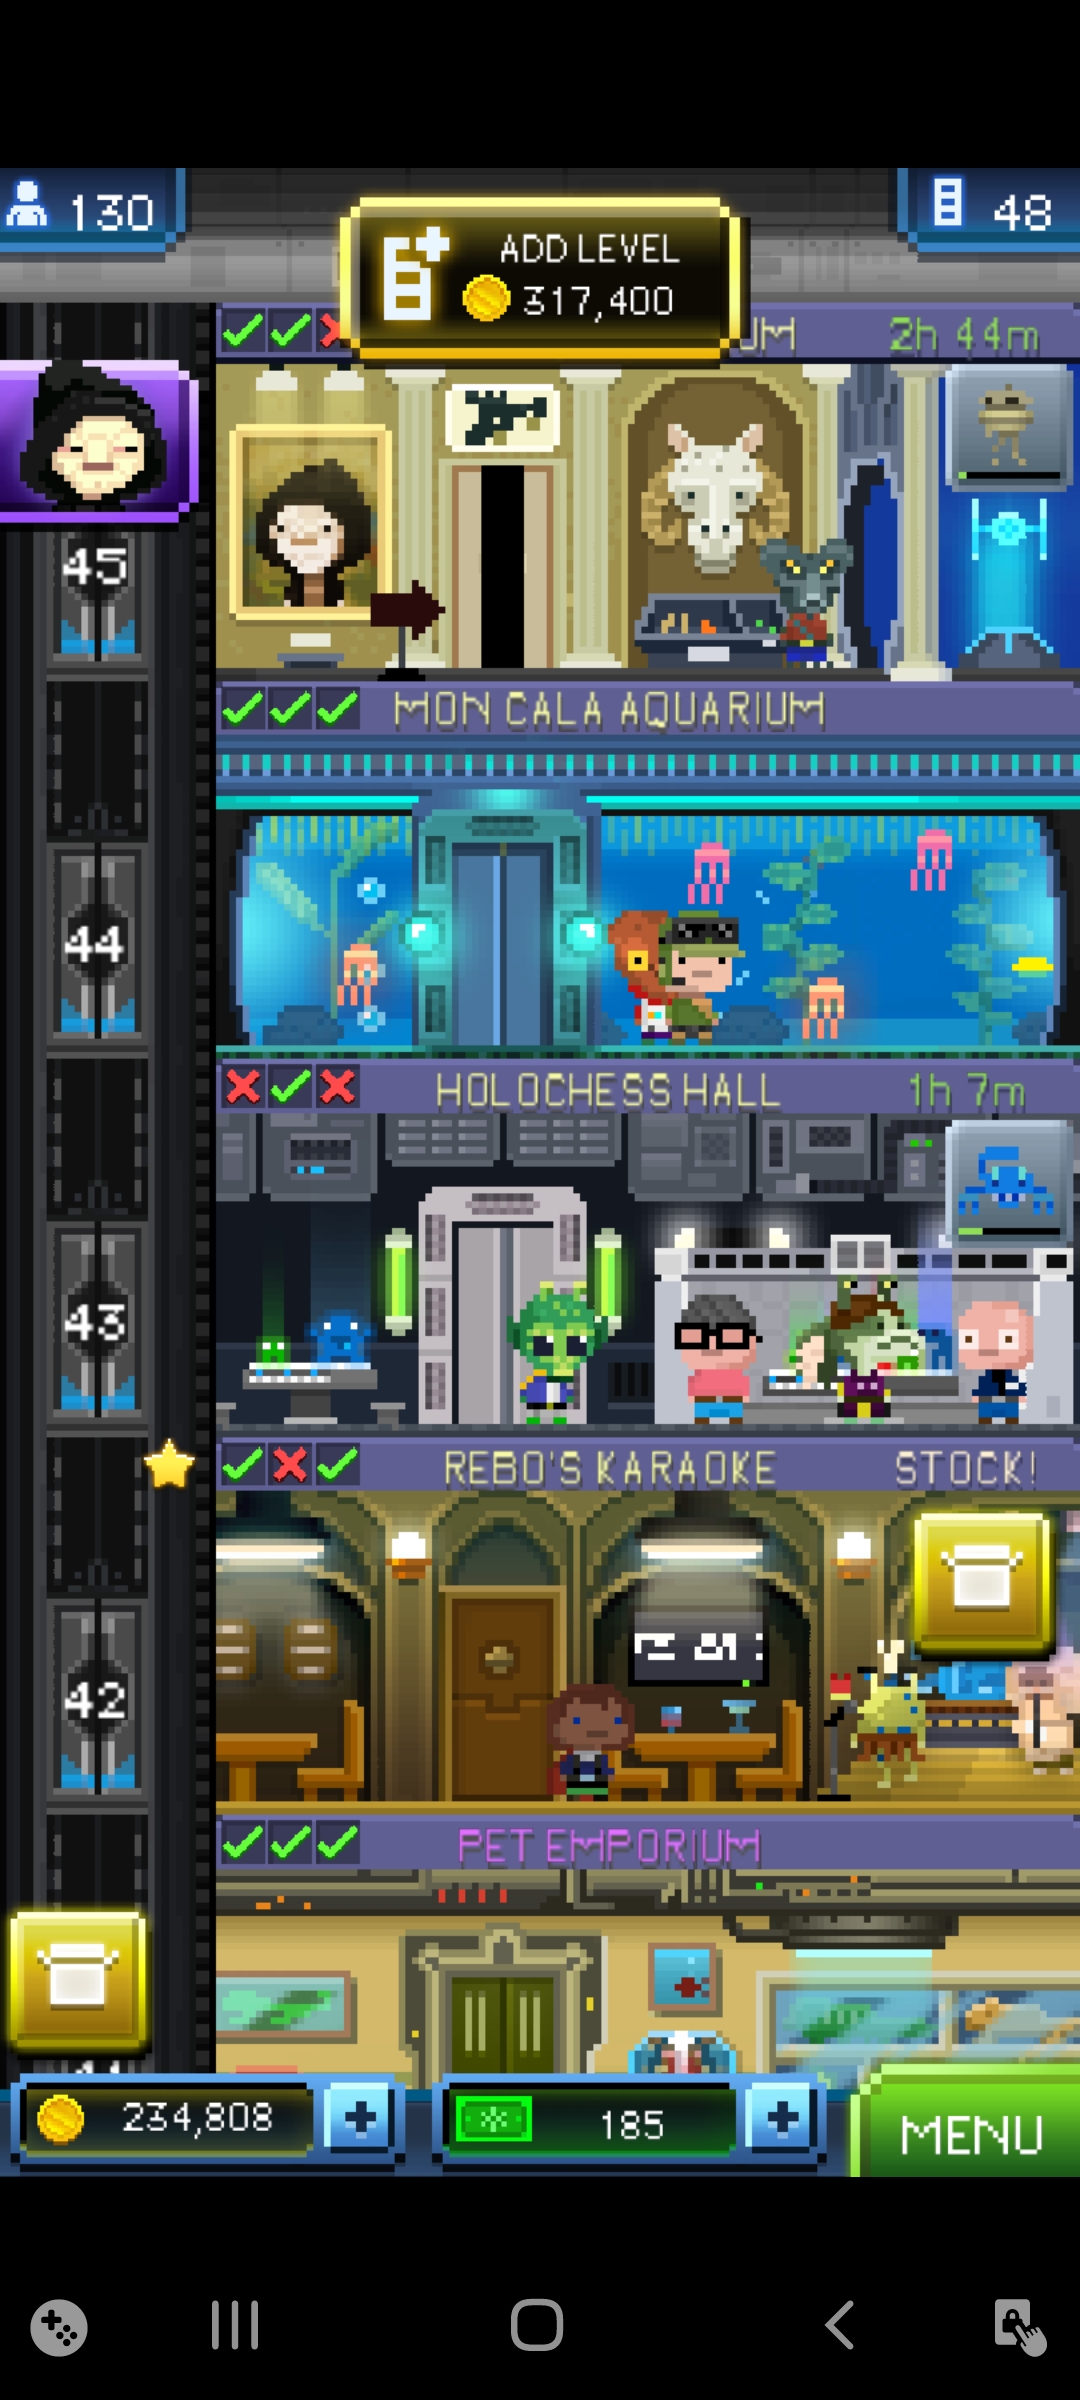 130
48
ADD LEVEL
317,400
UM
2h 44m
45
MON CALA AQUARIUM
44
HOLOCHESS HALL
1h 7m
43
REBO'S KARAOKE
STOCK!
42
PET EMPORIUM
234,808
185
MENU